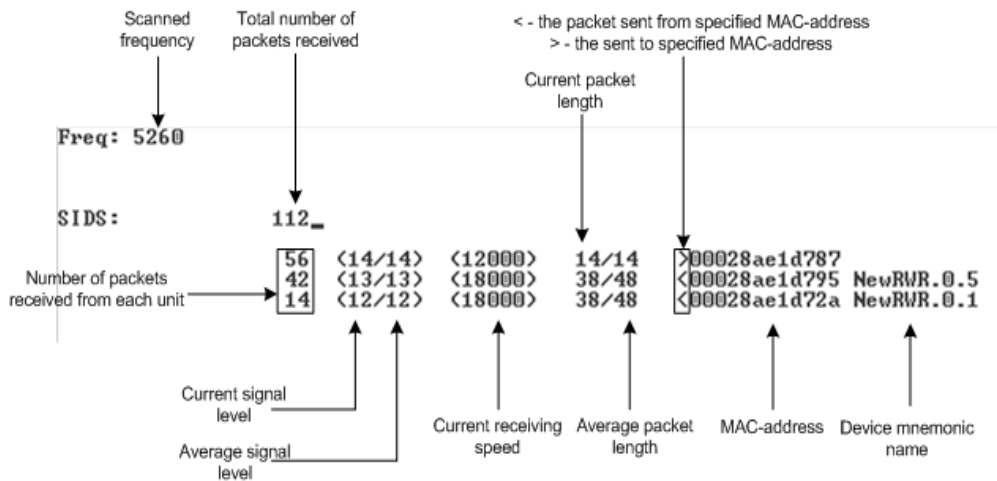 Scanned
frequency
Total number of
packets received
< - the packet sent from specified MAC-address
> - the sent to specified MAC-address
Current packet
length
Freq: 5260
SIDS: 112_
56 (14/14) (12000) 14/14 >00028ae1d787
42 (13/13) (18000) 38/48 <00028ae1d795 NewRWR.0.5
14 (12/12) (18000) 38/48 <00028ae1d72a NewRWR.0.1
Number of packets
received from each unit
Current signal
level
Average signal
level
Current receiving
speed
Average packet
length
MAC-address
Device mnemonic
name